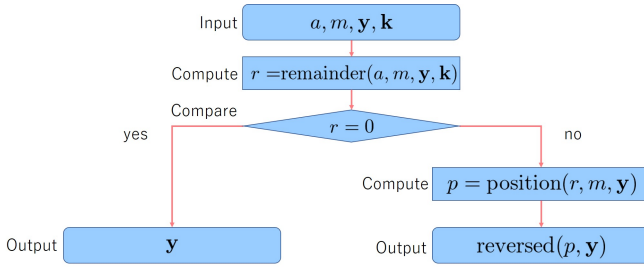 Input
a, m, y, k
Compute
r =remainder(a, m, y, k)
Compare
r = 0
yes
no
Compute
p = position(r, m, y)
Output
y
Output
reversed(p, y)